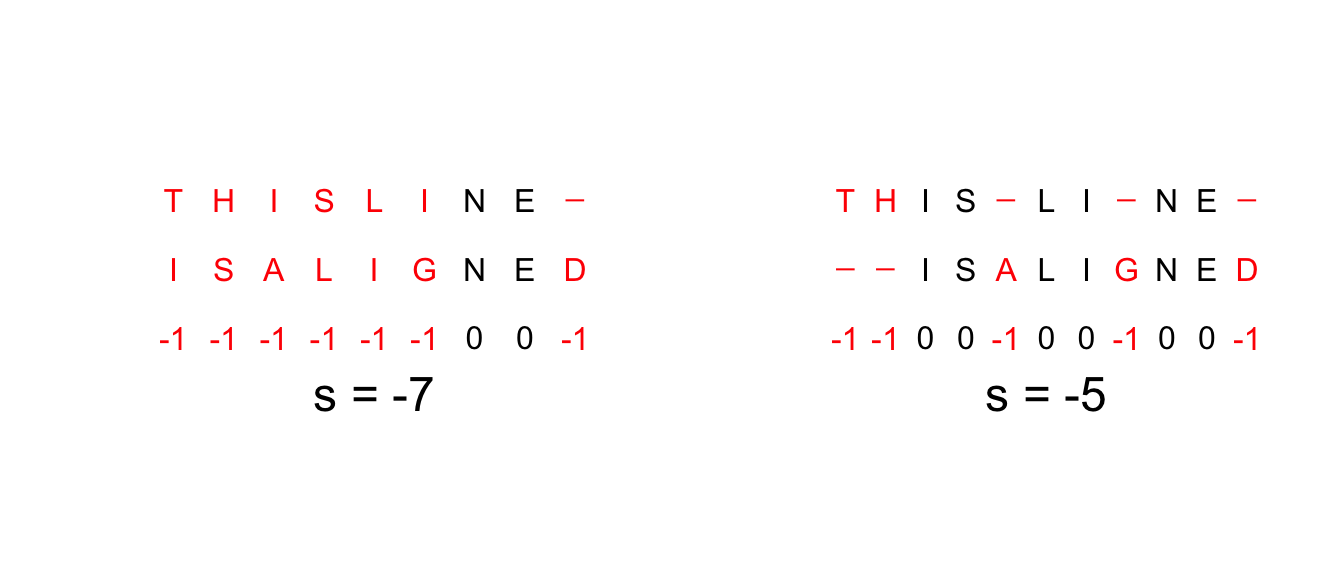 T H I S L I N E –
I S A L I G N E D
-1 -1 -1 -1 -1 -1 0 0 -1
s = -7
T H I S – L I – N E –
– – I S A L I G N E D
-1 -1 0 0 -1 0 0 -1 0 0 -1
s = -5